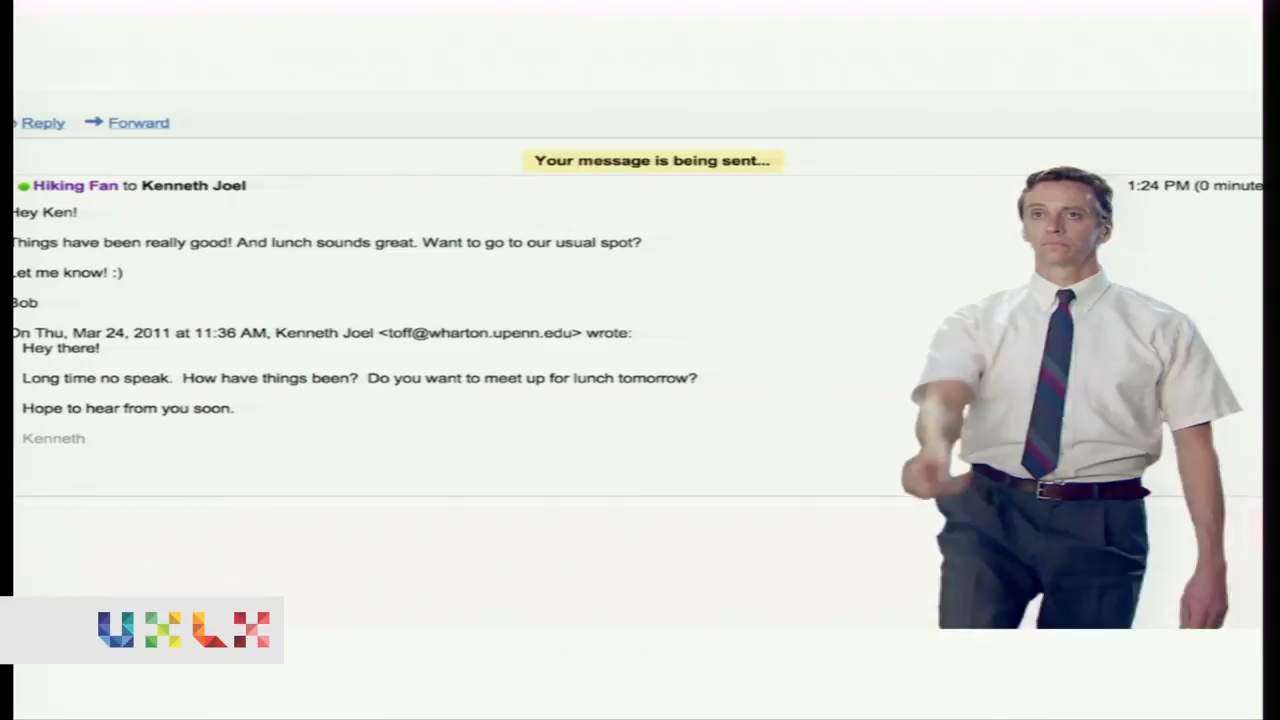 Reply Forward
Your message is being sent...
Hiking Fan to Kenneth Joel 1:24 PM (0 minute
Hey Ken!
Things have been really good! And lunch sounds great. Want to go to our usual spot?
Let me know! :)
Bob
On Thu, Mar 24, 2011 at 11:36 AM, Kenneth Joel <toff@wharton.upenn.edu> wrote:
Hey there!
Long time no speak. How have things been? Do you want to meet up for lunch tomorrow?
Hope to hear from you soon.
Kenneth
UXLX